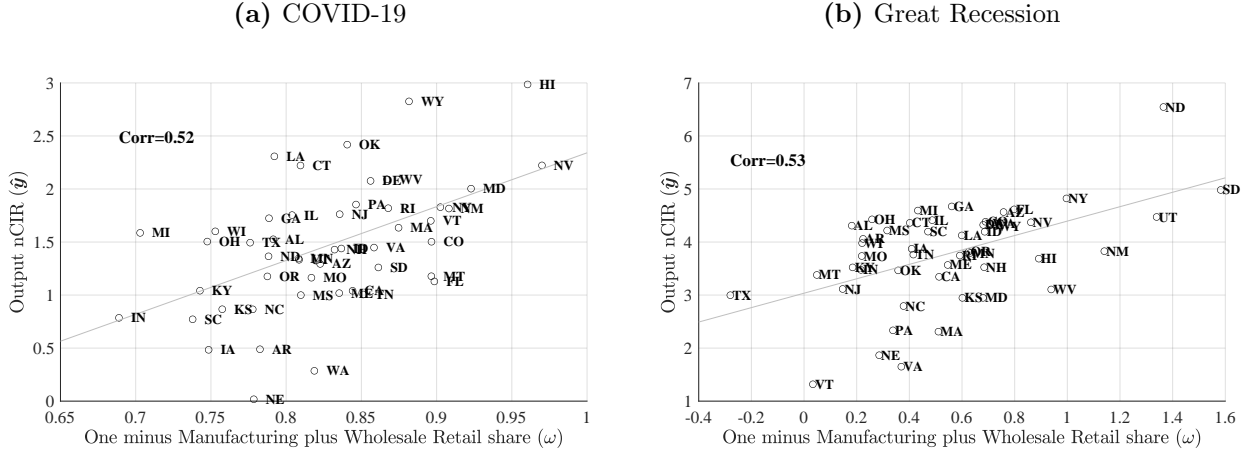 (a) COVID-19
Output nCIR (ŷ)
3
2.5
2
1.5
1
0.5
0
Corr=0.52
HI
WY
OK
LA
CT
NV
DE
WV
MD
PA
RI
NV
NM
IL
NJ
GA
VT
MA
MI
WI
AL
OH
TX
CO
VA
ND
AZ
SD
OR
MO
MT
KY
MS
CA
TN
KS
NC
IN
SC
IA
AR
WA
NE
0.65
0.7
0.75
0.8
0.85
0.9
0.95
1
One minus Manufacturing plus Wholesale Retail share (ω)
(b) Great Recession
Output nCIR (ŷ)
7
6
5
4
3
2
1
Corr=0.53
ND
SD
NY
UT
GA
FL
AZ
MI
OH
IL
CT
NV
WY
AL
MS
SC
ID
LA
AR
WI
IA
TN
MO
MN
NM
HI
KY
IN
OK
ME
NH
CA
MT
TX
NJ
WV
KS
MD
NC
PA
MA
NE
VA
VT
-0.4
-0.2
0
0.2
0.4
0.6
0.8
1
1.2
1.4
1.6
One minus Manufacturing plus Wholesale Retail share (ω)